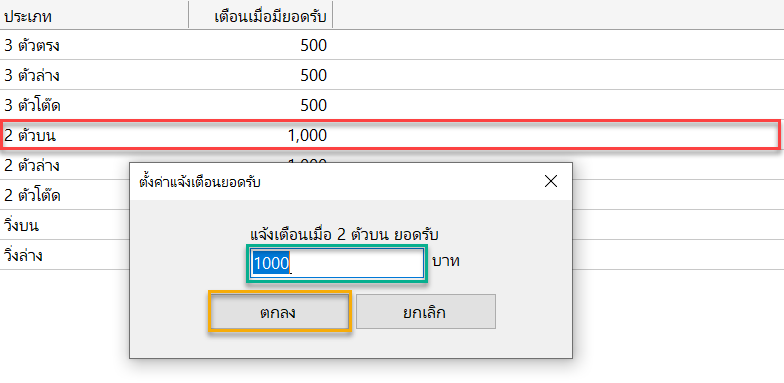 ประเภท เตือนเมื่อมียอดรับ
3 ตัวตรง 500
3 ตัวล่าง 500
3 ตัวโต๊ด 500
2 ตัวบน 1,000
2 ตัวล่าง
2 ตัวโต๊ด
วิ่งบน
วิ่งล่าง
ตั้งค่าแจ้งเตือนยอดรับ
แจ้งเตือนเมื่อ 2 ตัวบน ยอดรับ
1000 บาท
ตกลง ยกเลิก